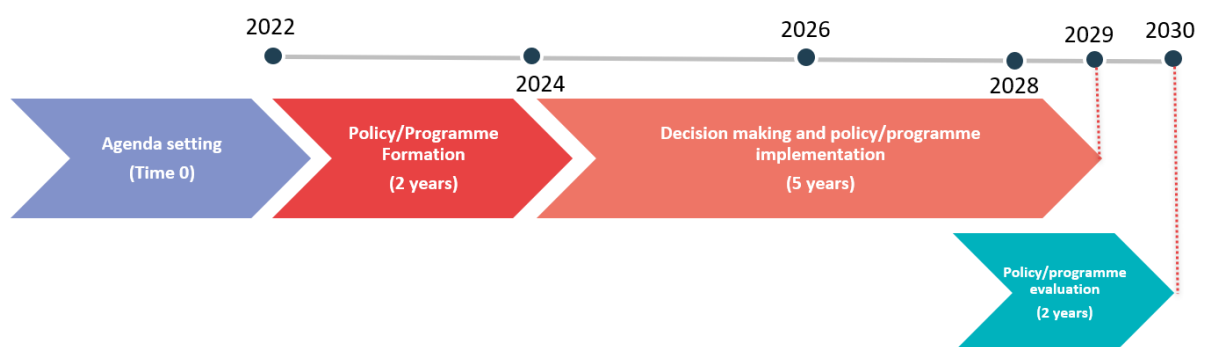 2022
2024
2026
2028
2029
2030
Agenda setting
(Time 0)
Policy/Programme
Formation
(2 years)
Decision making and policy/programme
implementation
(5 years)
Policy/programme
evaluation
(2 years)